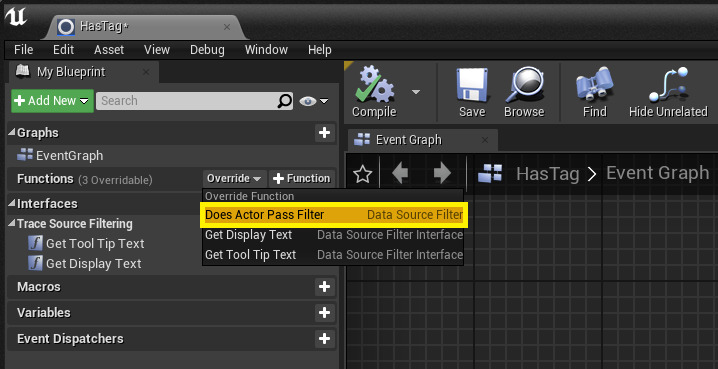 HasTag*
File Edit Asset View Debug Window Help
My Blueprint
Add New Search
Compile Save Browse Find Hide Unrelated
Graphs
EventGraph
Functions (3 Overridable) Override + Function
Override Function
Does Actor Pass Filter Data Source Filter
Get Display Text Data Source Filter Interface
Get Tool Tip Text Data Source Filter Interface
Interfaces
Trace Source Filtering
Get Tool Tip Text
Get Display Text
Macros
Variables
Event Dispatchers
Event Graph
HasTag > Event Graph